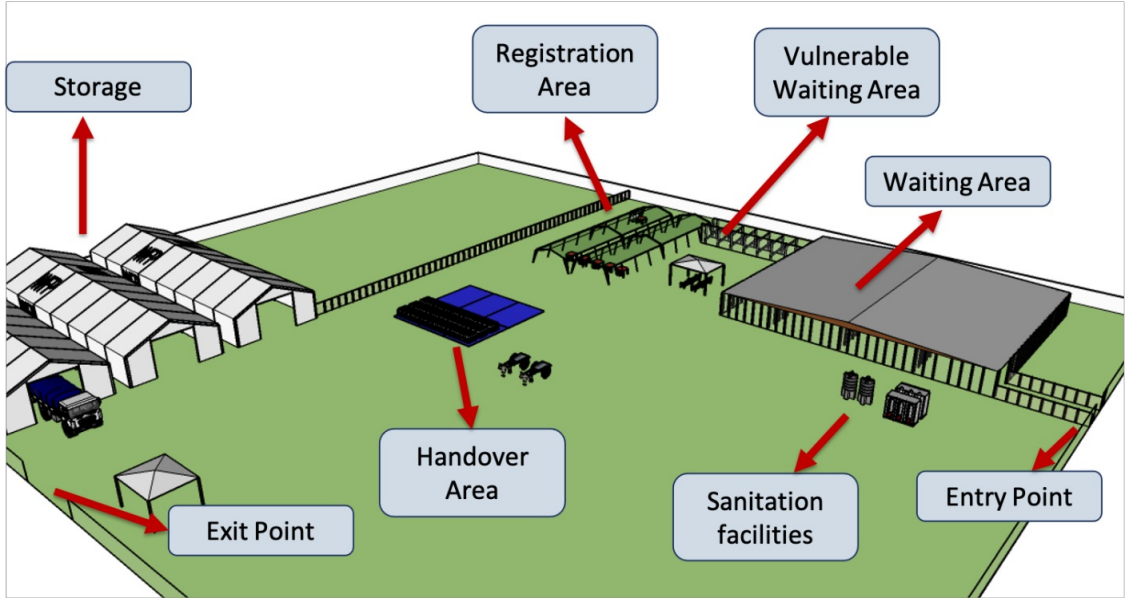 Storage
Registration
Area
Vulnerable
Waiting Area
Waiting Area
Handover
Area
Sanitation
facilities
Entry Point
Exit Point